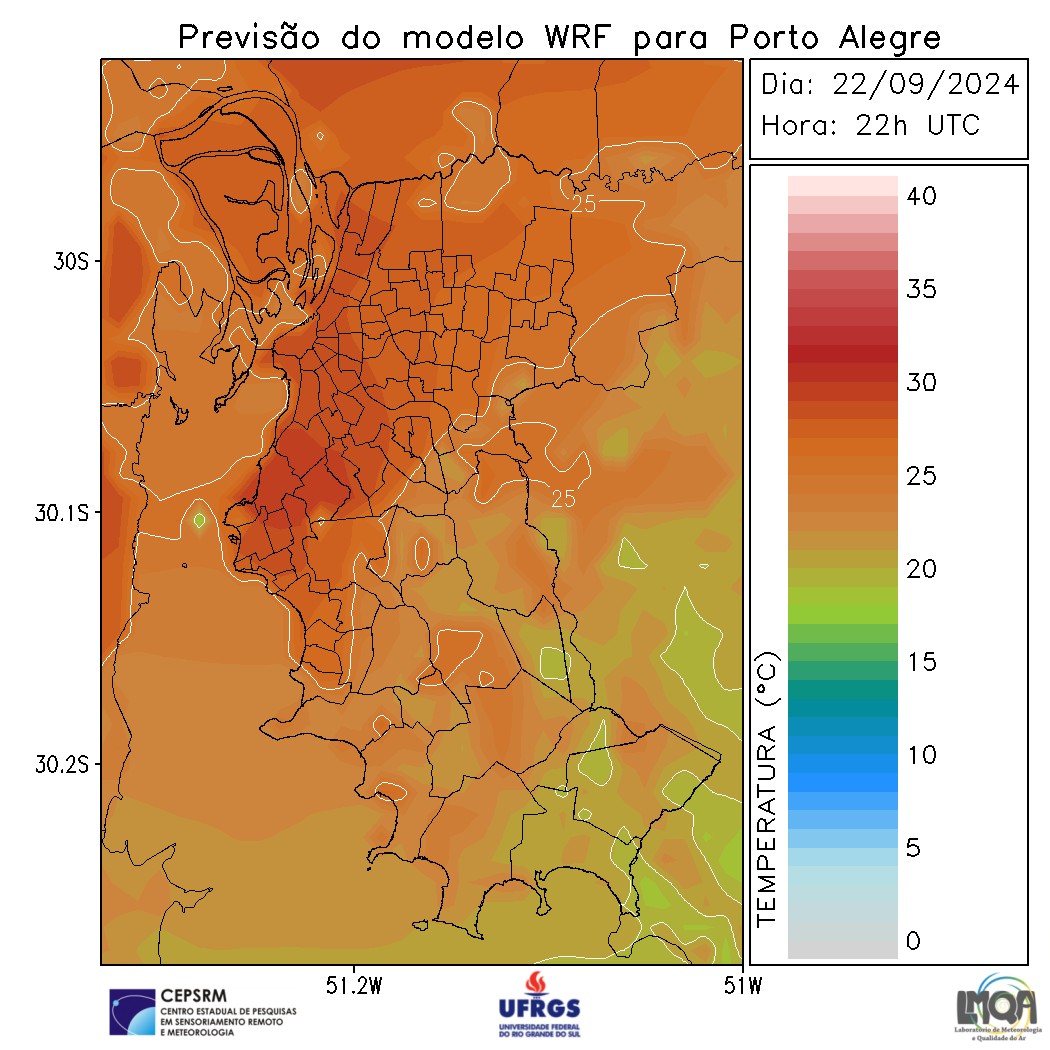 Previsão do modelo WRF para Porto Alegre
Dia: 22/09/2024
Hora: 22h UTC
40
35
30
25
20
15
10
5
0
TEMPERATURA (°C)
30S
30.1S
30.2S
51.2W
51W
25
25
CEPSRM
CENTRO ESTADUAL DE PESQUISAS
EM SENSORIAMENTO REMOTO
E METEOROLOGIA
UFRGS
UNIVERSIDADE FEDERAL
DO RIO GRANDE DO SUL
LMQA
Laboratório de Meteorologia
e Qualidade do Ar